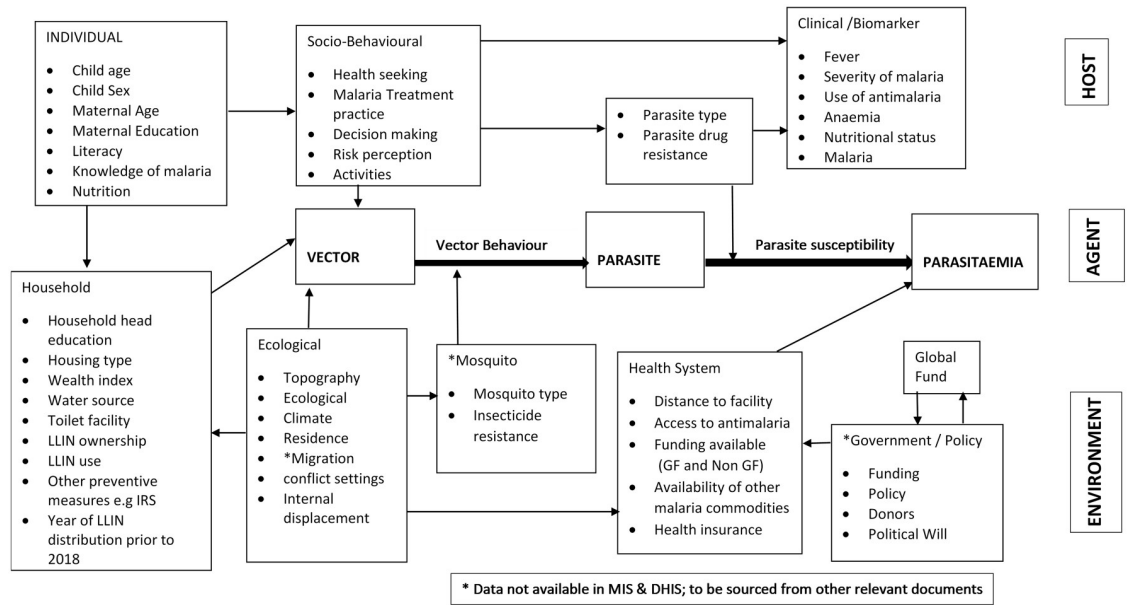 INDIVIDUAL
Child age
Child Sex
Maternal Age
Maternal Education
Literacy
Knowledge of malaria
Nutrition
Socio-Behavioural
Health seeking
Malaria Treatment
practice
Decision making
Risk perception
Activities
Parasite type
Parasite drug
resistance
Clinical /Biomarker
Fever
Severity of malaria
Use of antimalaria
Anaemia
Nutritional status
Malaria
HOST
VECTOR
Vector Behaviour
PARASITE
Parasite susceptibility
PARASITAEMIA
AGENT
Household
Household head
education
Housing type
Wealth index
Water source
Toilet facility
LLIN ownership
LLIN use
Other preventive
measures e.g IRS
Year of LLIN
distribution prior to
2018
Ecological
Topography
Ecological
Climate
Residence
*Migration
conflict settings
Internal
displacement
*Mosquito
Mosquito type
Insecticide
resistance
Health System
Distance to facility
Access to antimalaria
Funding available
(GF and Non GF)
Availability of other
malaria commodities
Health insurance
Global
Fund
*Government / Policy
Funding
Policy
Donors
Political Will
ENVIRONMENT
* Data not available in MIS & DHIS; to be sourced from other relevant documents